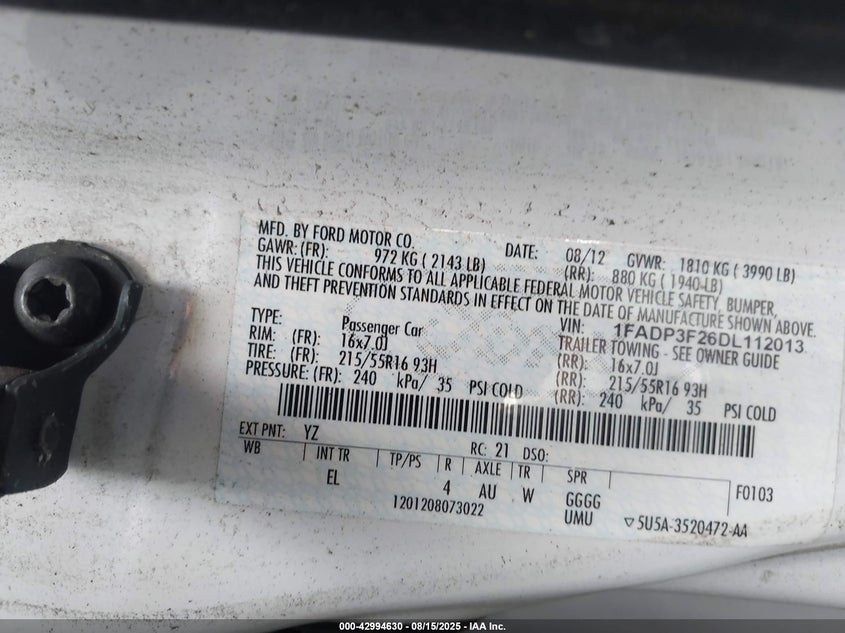 MFD. BY FORD MOTOR CO.
DATE: 08/12 GVWR: 1810 KG ( 3990 LB)
GAWR: (FR): 972 KG ( 2143 LB) (RR): 880 KG ( 1940 LB)
THIS VEHICLE CONFORMS TO ALL APPLICABLE FEDERAL MOTOR VEHICLE SAFETY, BUMPER,
AND THEFT PREVENTION STANDARDS IN EFFECT ON THE DATE OF MANUFACTURE SHOWN ABOVE.
VIN: 1FADP3F26DL112013
TYPE: Passenger Car TRAILER TOWING - SEE OWNER GUIDE
RIM: (FR): 16x7.0J (RR): 16x7.0J
TIRE: (FR): 215/55R16 93H (RR): 215/55R16 93H
PRESSURE: (FR): 240 kPa/ 35 PSI COLD (RR): 240 kPa/ 35 PSI COLD
EXT PNT: YZ RC: 21 DSO:
WB INT TR TP/PS R AXLE TR SPR
EL 4 AU W GGGG F0103
1201208073022 UMU ▽5U5A-3520472-AA
000-42994630 - 08/15/2025 - IAA Inc.